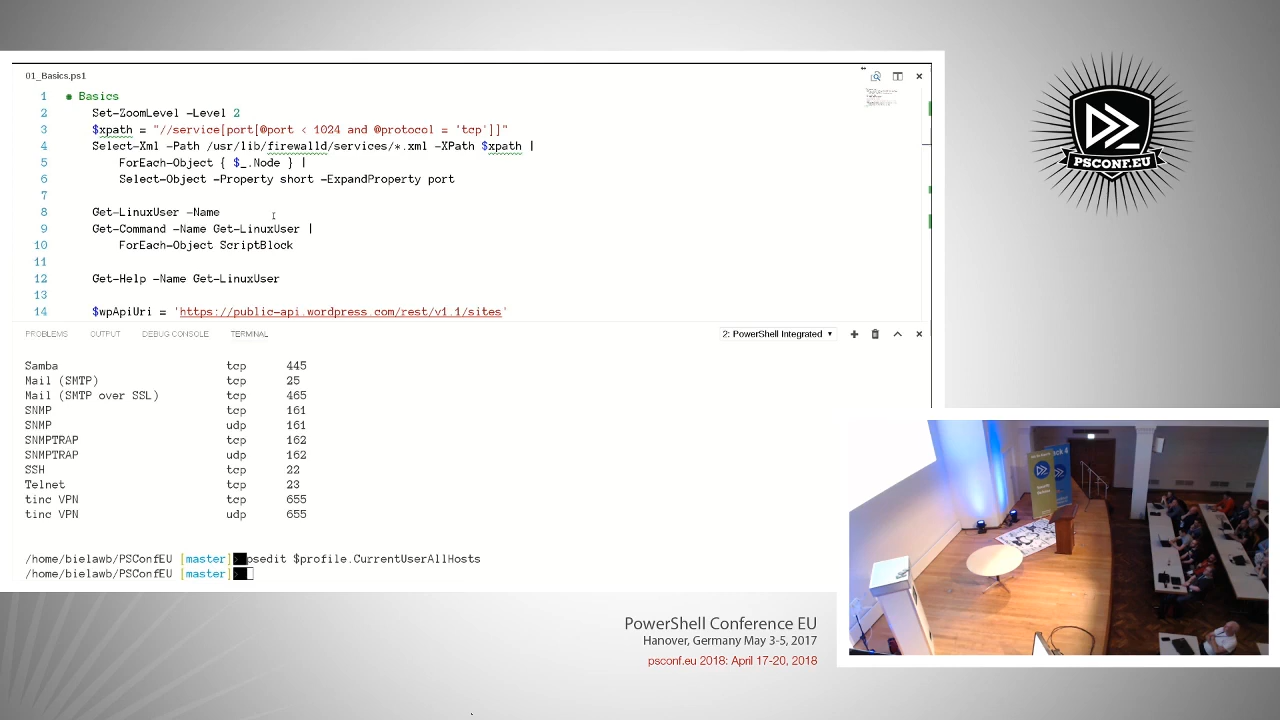 01_Basics.ps1
1 ● Basics
2 Set-ZoomLevel -Level 2
3 $xpath = "//service[port[@port < 1024 and @protocol = 'tcp']]"
4 Select-Xml -Path /usr/lib/firewalld/services/*.xml -XPath $xpath |
5 ForEach-Object { $_.Node } |
6 Select-Object -Property short -ExpandProperty port
7
8 Get-LinuxUser -Name
9 Get-Command -Name Get-LinuxUser |
10 ForEach-Object ScriptBlock
11
12 Get-Help -Name Get-LinuxUser
13
14 $wpApiUri = 'https://public-api.wordpress.com/rest/v1.1/sites'
PROBLEMS OUTPUT DEBUG CONSOLE TERMINAL 2: PowerShell Integrated
Samba tcp 445
Mail (SMTP) tcp 25
Mail (SMTP over SSL) tcp 465
SNMP tcp 161
SNMP udp 161
SNMPTRAP tcp 162
SNMPTRAP udp 162
SSH tcp 22
Telnet tcp 23
tinc VPN tcp 655
tinc VPN udp 655
/home/bielawb/PSConfEU [master] psedit $profile.CurrentUserAllHosts
/home/bielawb/PSConfEU [master]
PSCONF.EU
PowerShell Conference EU
Hanover, Germany May 3-5, 2017
psconf.eu 2018: April 17-20, 2018